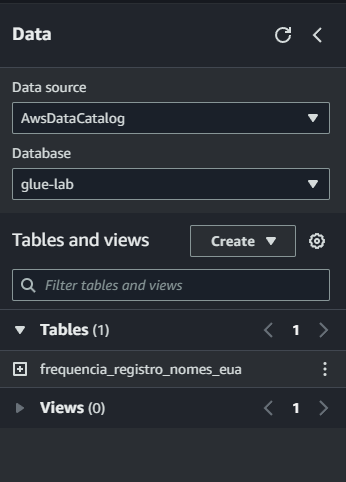 Data
Data source
AwsDataCatalog
Database
glue-lab
Tables and views
Create
Filter tables and views
Tables (1)
1
frequencia_registro_nomes_eua
Views (0)
1